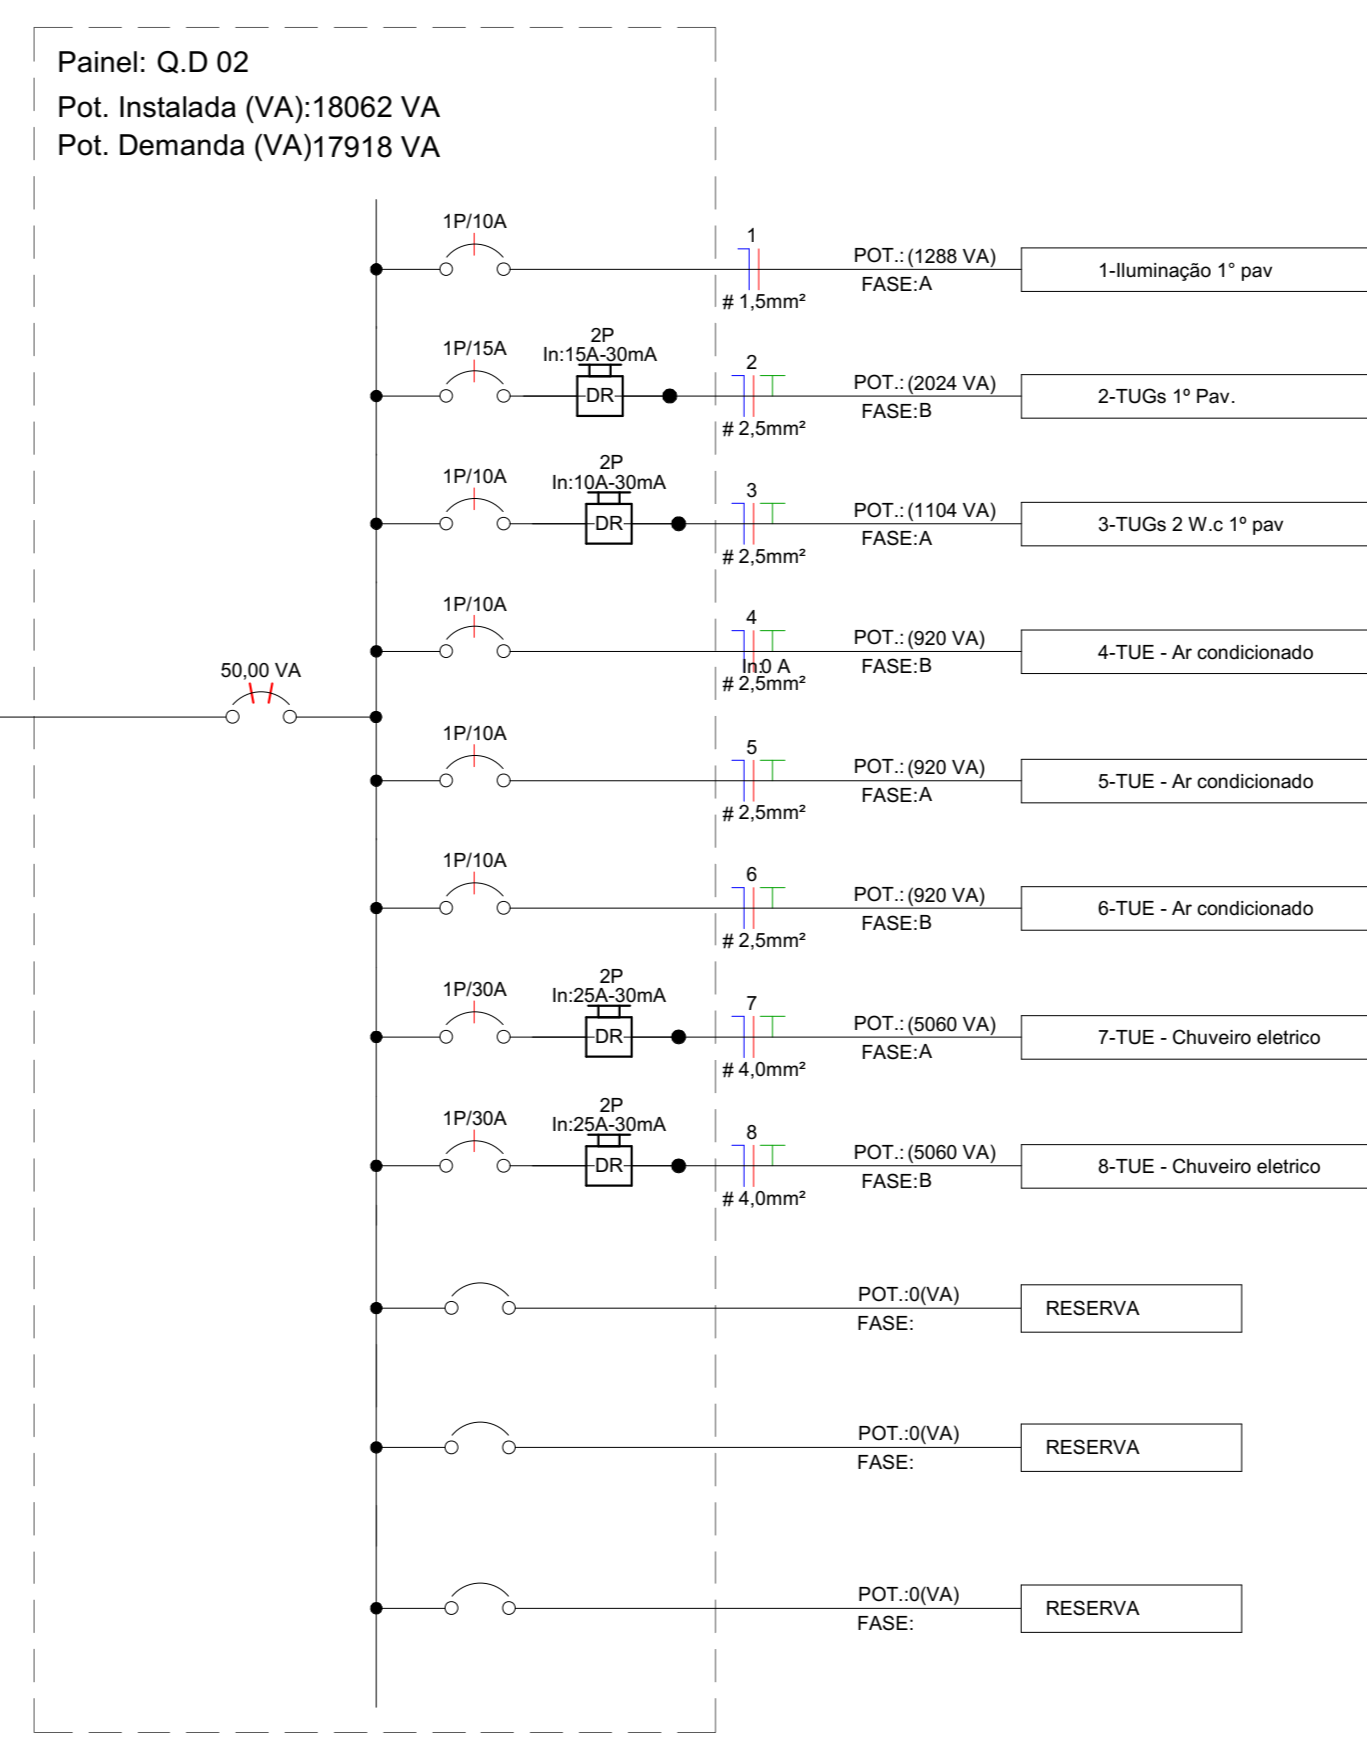 Painel: Q.D 02
Pot. Instalada (VA):18062 VA
Pot. Demanda (VA)17918 VA
1P/10A
1
# 1,5mm²
POT.: (1288 VA)
FASE:A
1-Iluminação 1° pav
1P/15A
2P
In:15A-30mA
DR
2
# 2,5mm²
POT.: (2024 VA)
FASE:B
2-TUGs 1º Pav.
1P/10A
2P
In:10A-30mA
DR
3
# 2,5mm²
POT.: (1104 VA)
FASE:A
3-TUGs 2 W.c 1º pav
1P/10A
4
In:0 A
# 2,5mm²
POT.: (920 VA)
FASE:B
4-TUE - Ar condicionado
50,00 VA
1P/10A
5
# 2,5mm²
POT.: (920 VA)
FASE:A
5-TUE - Ar condicionado
1P/10A
6
# 2,5mm²
POT.: (920 VA)
FASE:B
6-TUE - Ar condicionado
1P/30A
2P
In:25A-30mA
DR
7
# 4,0mm²
POT.: (5060 VA)
FASE:A
7-TUE - Chuveiro eletrico
1P/30A
2P
In:25A-30mA
DR
8
# 4,0mm²
POT.: (5060 VA)
FASE:B
8-TUE - Chuveiro eletrico
POT.:0(VA)
FASE:
RESERVA
POT.:0(VA)
FASE:
RESERVA
POT.:0(VA)
FASE:
RESERVA